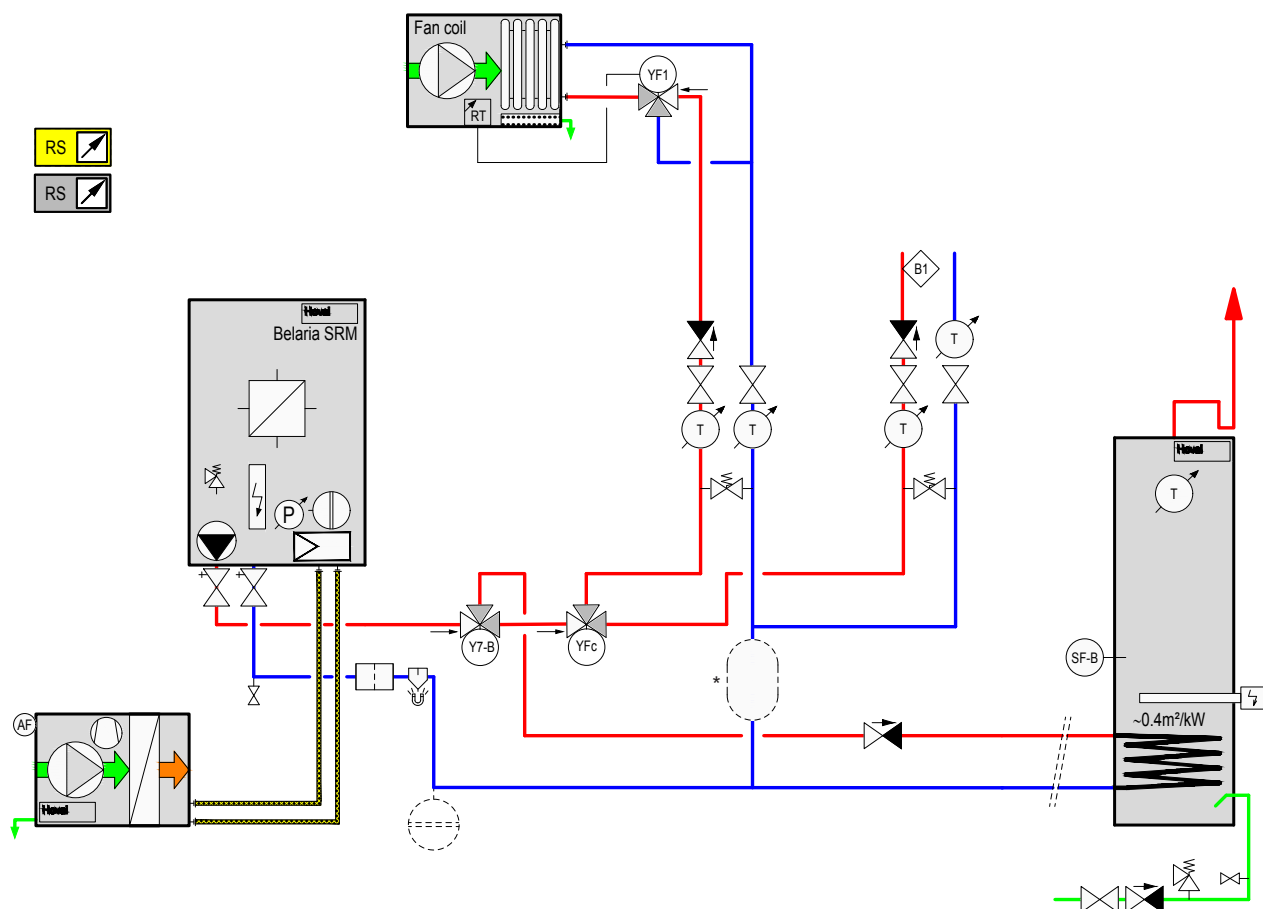 Fan coil
YF1
RT
RS
RS
B1
Hoval
Belaria SRM
T
T
T
T
Hoval
T
P
Y7-B
YFc
SF-B
*
~0.4m²/kW
AF
Hoval